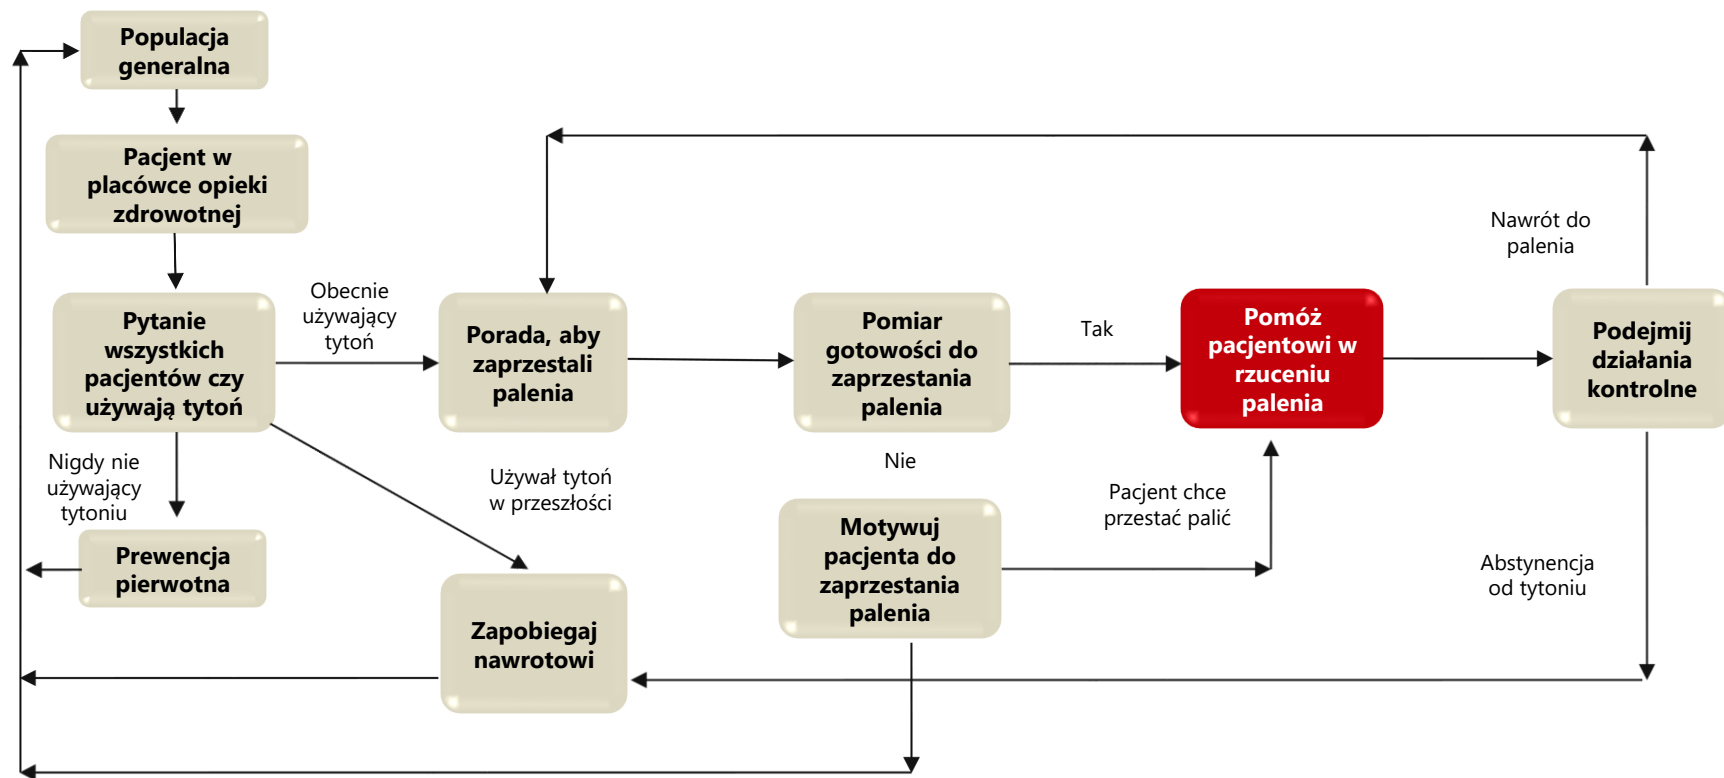 Populacja
generalna
Pacjent w
placówce opieki
zdrowotnej
Pytanie
wszystkich
pacjentów czy
używają tytoń
Obecnie
używający
tytoń
Porada, aby
zaprzestali
palenia
Pomiar
gotowości do
zaprzestania
palenia
Tak
Pomóż
pacjentowi w
rzuceniu
palenia
Podejmij
działania
kontrolne
Nawrót do
palenia
Nigdy nie
używający
tytoniu
Używał tytoń
w przeszłości
Nie
Pacjent chce
przestać palić
Abstynencja
od tytoniu
Prewencja
pierwotna
Zapobiegaj
nawrotowi
Motywuj
pacjenta do
zaprzestania
palenia